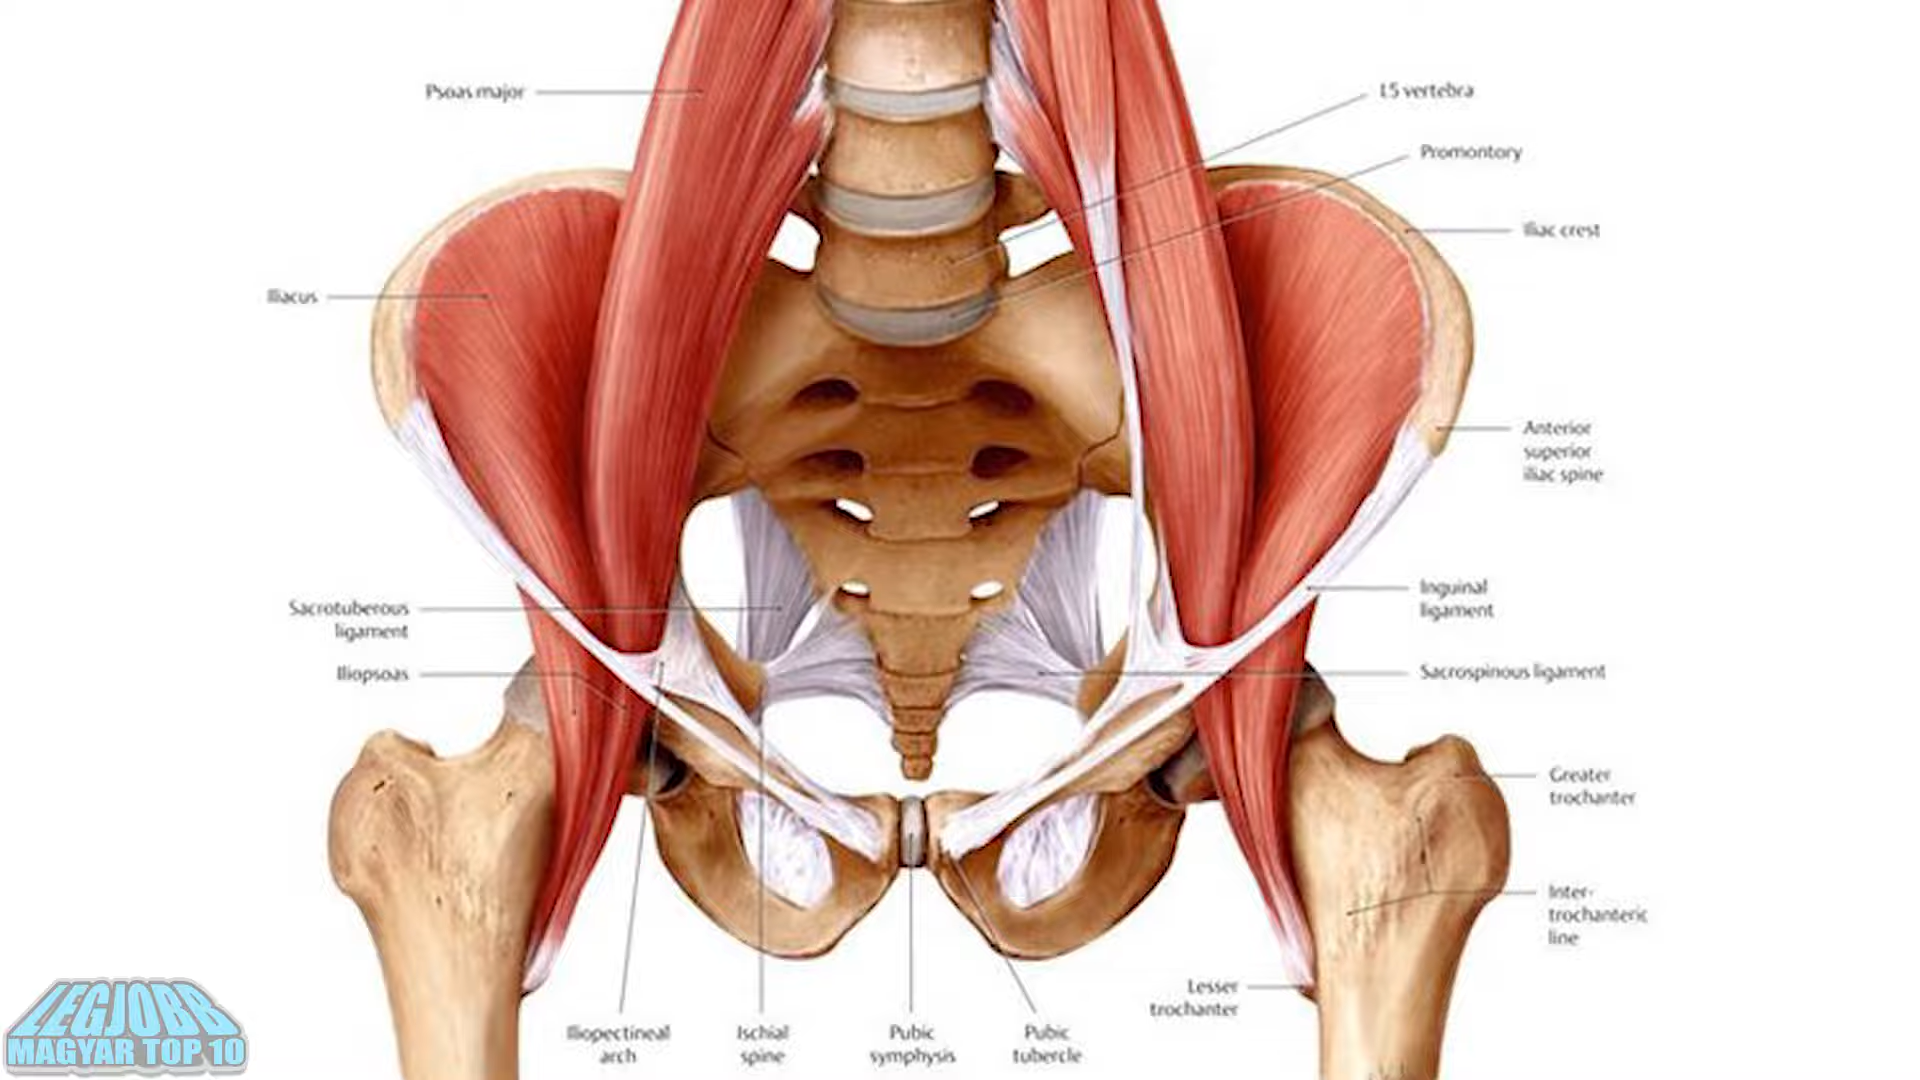 Psoas major
L5 vertebra
Promontory
Iliac crest
Iliacus
Anterior
superior
iliac spine
Inguinal
ligament
Sacrotuberous
ligament
Iliopsoas
Sacrospinous ligament
Greater
trochanter
Inter-
trochanteric
line
Lesser
trochanter
Iliopectineal
arch
Ischial
spine
Pubic
symphysis
Pubic
tubercle
LEGJOBB
MAGYAR TOP 10